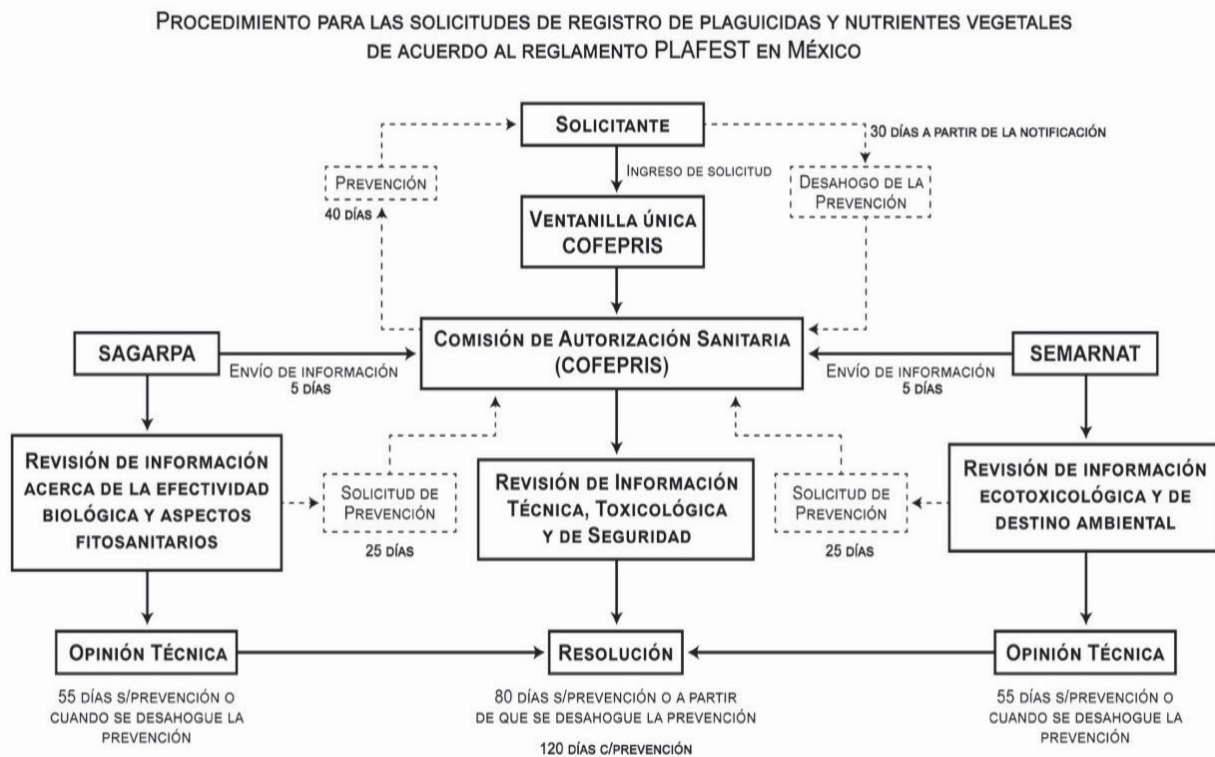 PROCEDIMIENTO PARA LAS SOLICITUDES DE REGISTRO DE PLAGUICIDAS Y NUTRIENTES VEGETALES
DE ACUERDO AL REGLAMENTO PLAFEST EN MÉXICO
SOLICITANTE
30 DÍAS A PARTIR DE LA NOTIFICACIÓN
PREVENCIÓN
40 DÍAS
INGRESO DE SOLICITUD
DESAHOGO DE LA
PREVENCIÓN
VENTANILLA ÚNICA
COFEPRIS
SAGARPA
ENVÍO DE INFORMACIÓN
5 DÍAS
COMISIÓN DE AUTORIZACIÓN SANITARIA
(COFEPRIS)
ENVÍO DE INFORMACIÓN
5 DÍAS
SEMARNAT
REVISIÓN DE INFORMACIÓN
ACERCA DE LA EFECTIVIDAD
BIOLÓGICA Y ASPECTOS
FITOSANITARIOS
SOLICITUD DE
PREVENCIÓN
25 DÍAS
REVISIÓN DE INFORMACIÓN
TÉCNICA, TOXICOLÓGICA
Y DE SEGURIDAD
SOLICITUD DE
PREVENCIÓN
25 DÍAS
REVISIÓN DE INFORMACIÓN
ECOTOXICOLÓGICA Y DE
DESTINO AMBIENTAL
OPINIÓN TÉCNICA
RESOLUCIÓN
OPINIÓN TÉCNICA
55 DÍAS S/PREVENCIÓN O
CUANDO SE DESAHOGUE LA
PREVENCIÓN
80 DÍAS S/PREVENCIÓN O A PARTIR
DE QUE SE DESAHOGUE LA PREVENCIÓN
120 DÍAS C/PREVENCIÓN
55 DÍAS S/PREVENCIÓN O
CUANDO SE DESAHOGUE LA
PREVENCIÓN